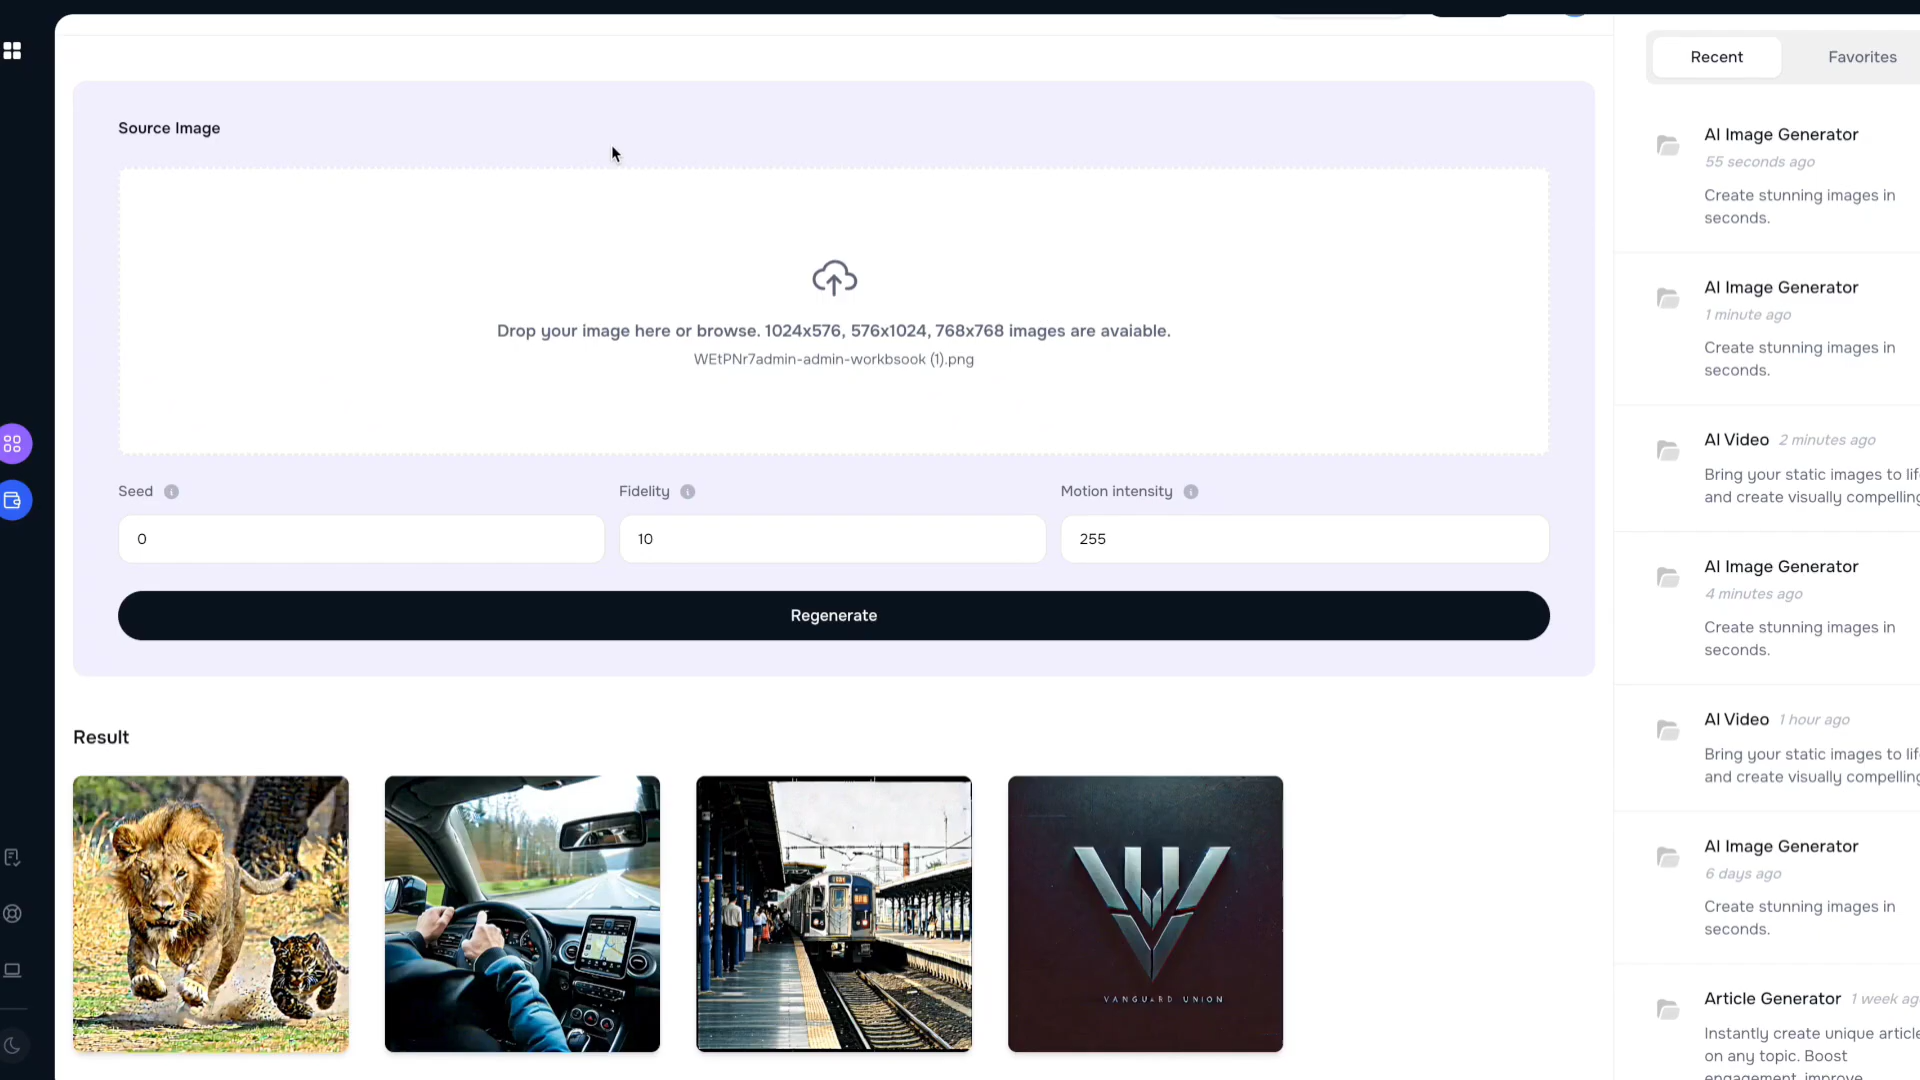 Source Image
Drop your image here or browse. 1024x576, 576x1024, 768x768 images are avaiable.
WEtPNr7admin-admin-workbsook (1).png
Seed
Fidelity
Motion intensity
0
10
255
Regenerate
Result
VANGUARD UNION
Recent
Favorites
AI Image Generator
55 seconds ago
Create stunning images in
seconds.
AI Image Generator
1 minute ago
Create stunning images in
seconds.
AI Video 2 minutes ago
Bring your static images to lif
and create visually compelling
AI Image Generator
4 minutes ago
Create stunning images in
seconds.
AI Video 1 hour ago
Bring your static images to lif
and create visually compelling
AI Image Generator
6 days ago
Create stunning images in
seconds.
Article Generator 1 week ag
Instantly create unique article
on any topic. Boost
engagement, improve